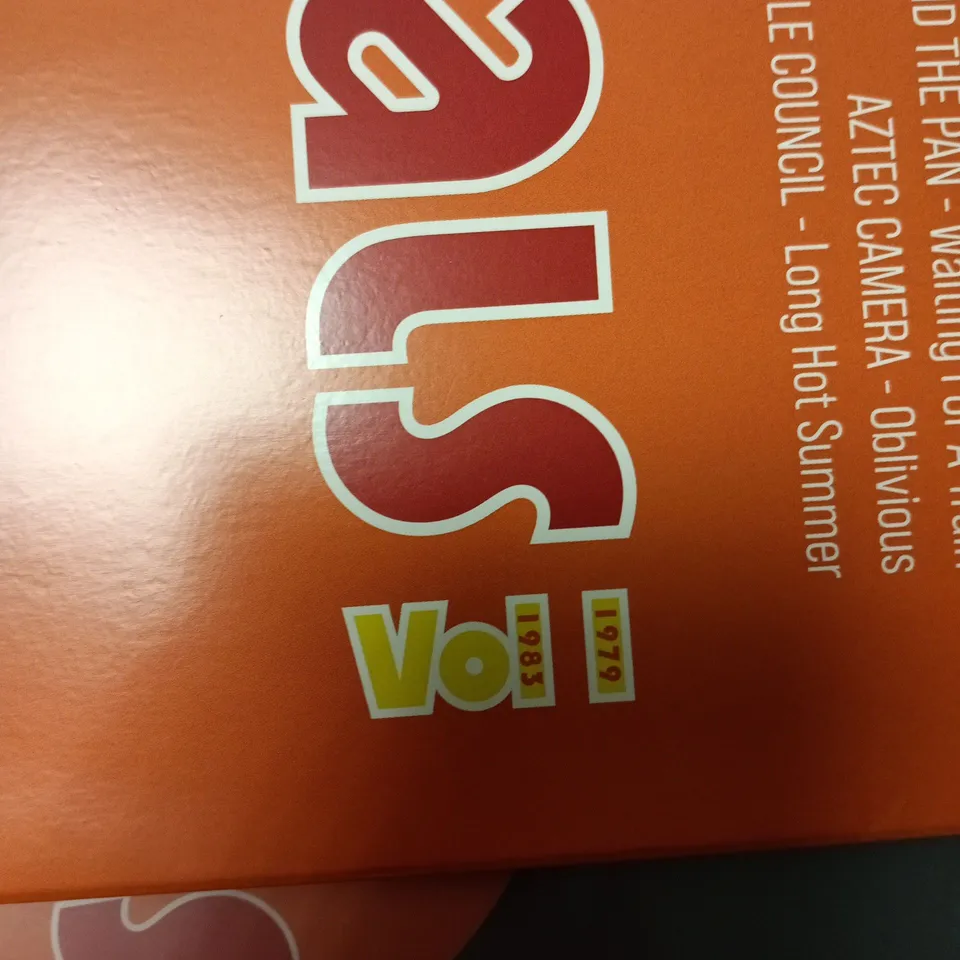 THE PAN - Waiting For A Train
AZTEC CAMERA - Oblivious
LE COUNCIL - Long Hot Summer
als
Vol 1
1983 1979